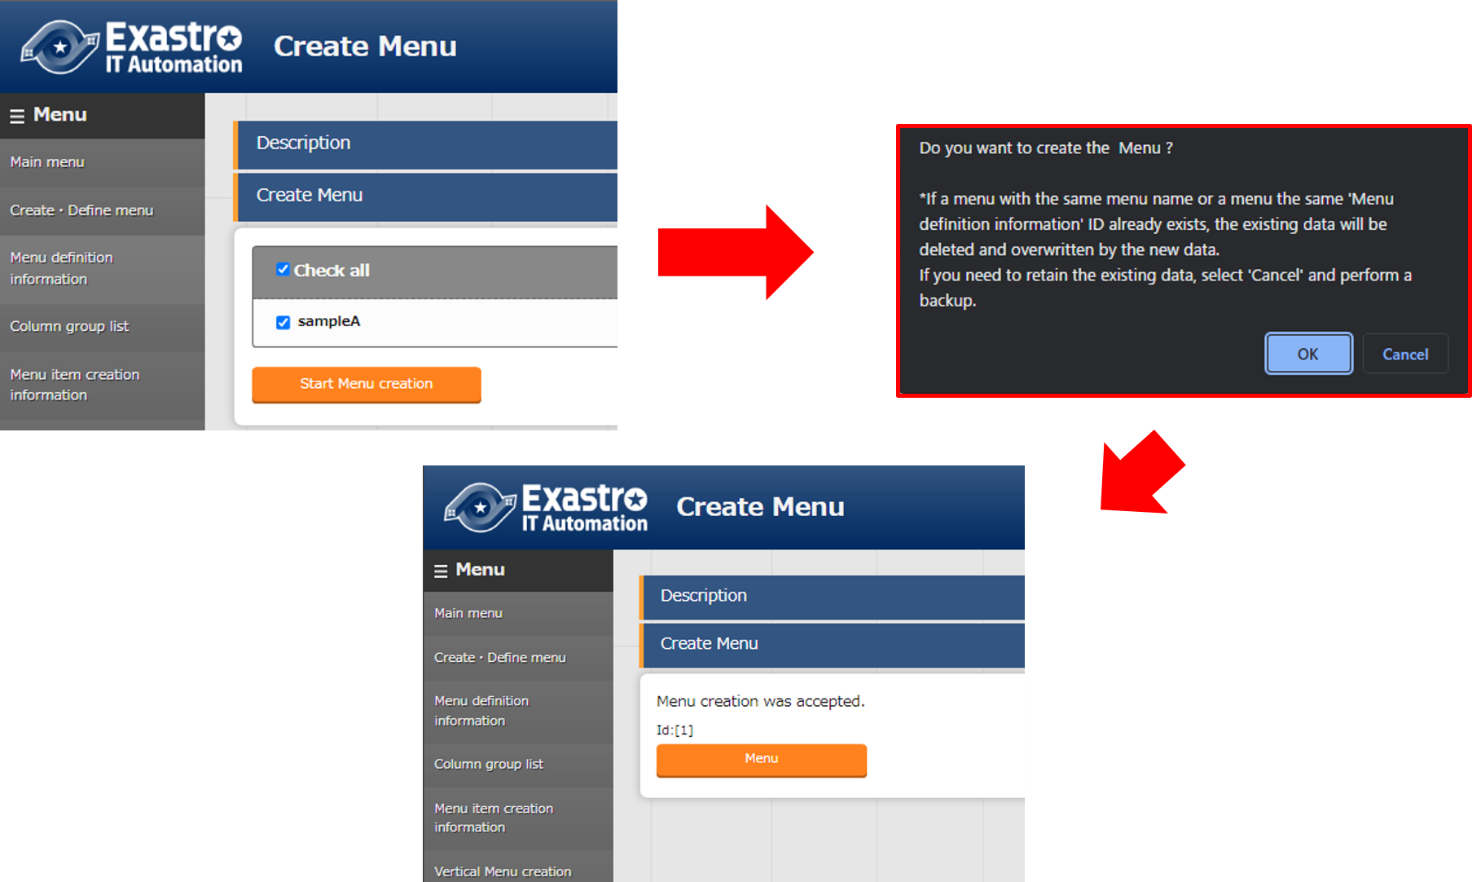 Exastro
IT Automation
Create Menu
Menu
Main menu
Create・Define menu
Menu definition
information
Column group list
Menu item creation
information
Description
Create Menu
Check all
sampleA
Start Menu creation
Do you want to create the  Menu ?
*If a menu with the same menu name or a menu the same 'Menu
definition information' ID already exists, the existing data will be
deleted and overwritten by the new data.
If you need to retain the existing data, select 'Cancel' and perform a
backup.
OK
Cancel
Exastro
IT Automation
Create Menu
Menu
Main menu
Create・Define menu
Menu definition
information
Column group list
Menu item creation
information
Vertical Menu creation
Description
Create Menu
Menu creation was accepted.
Id:[1]
Menu